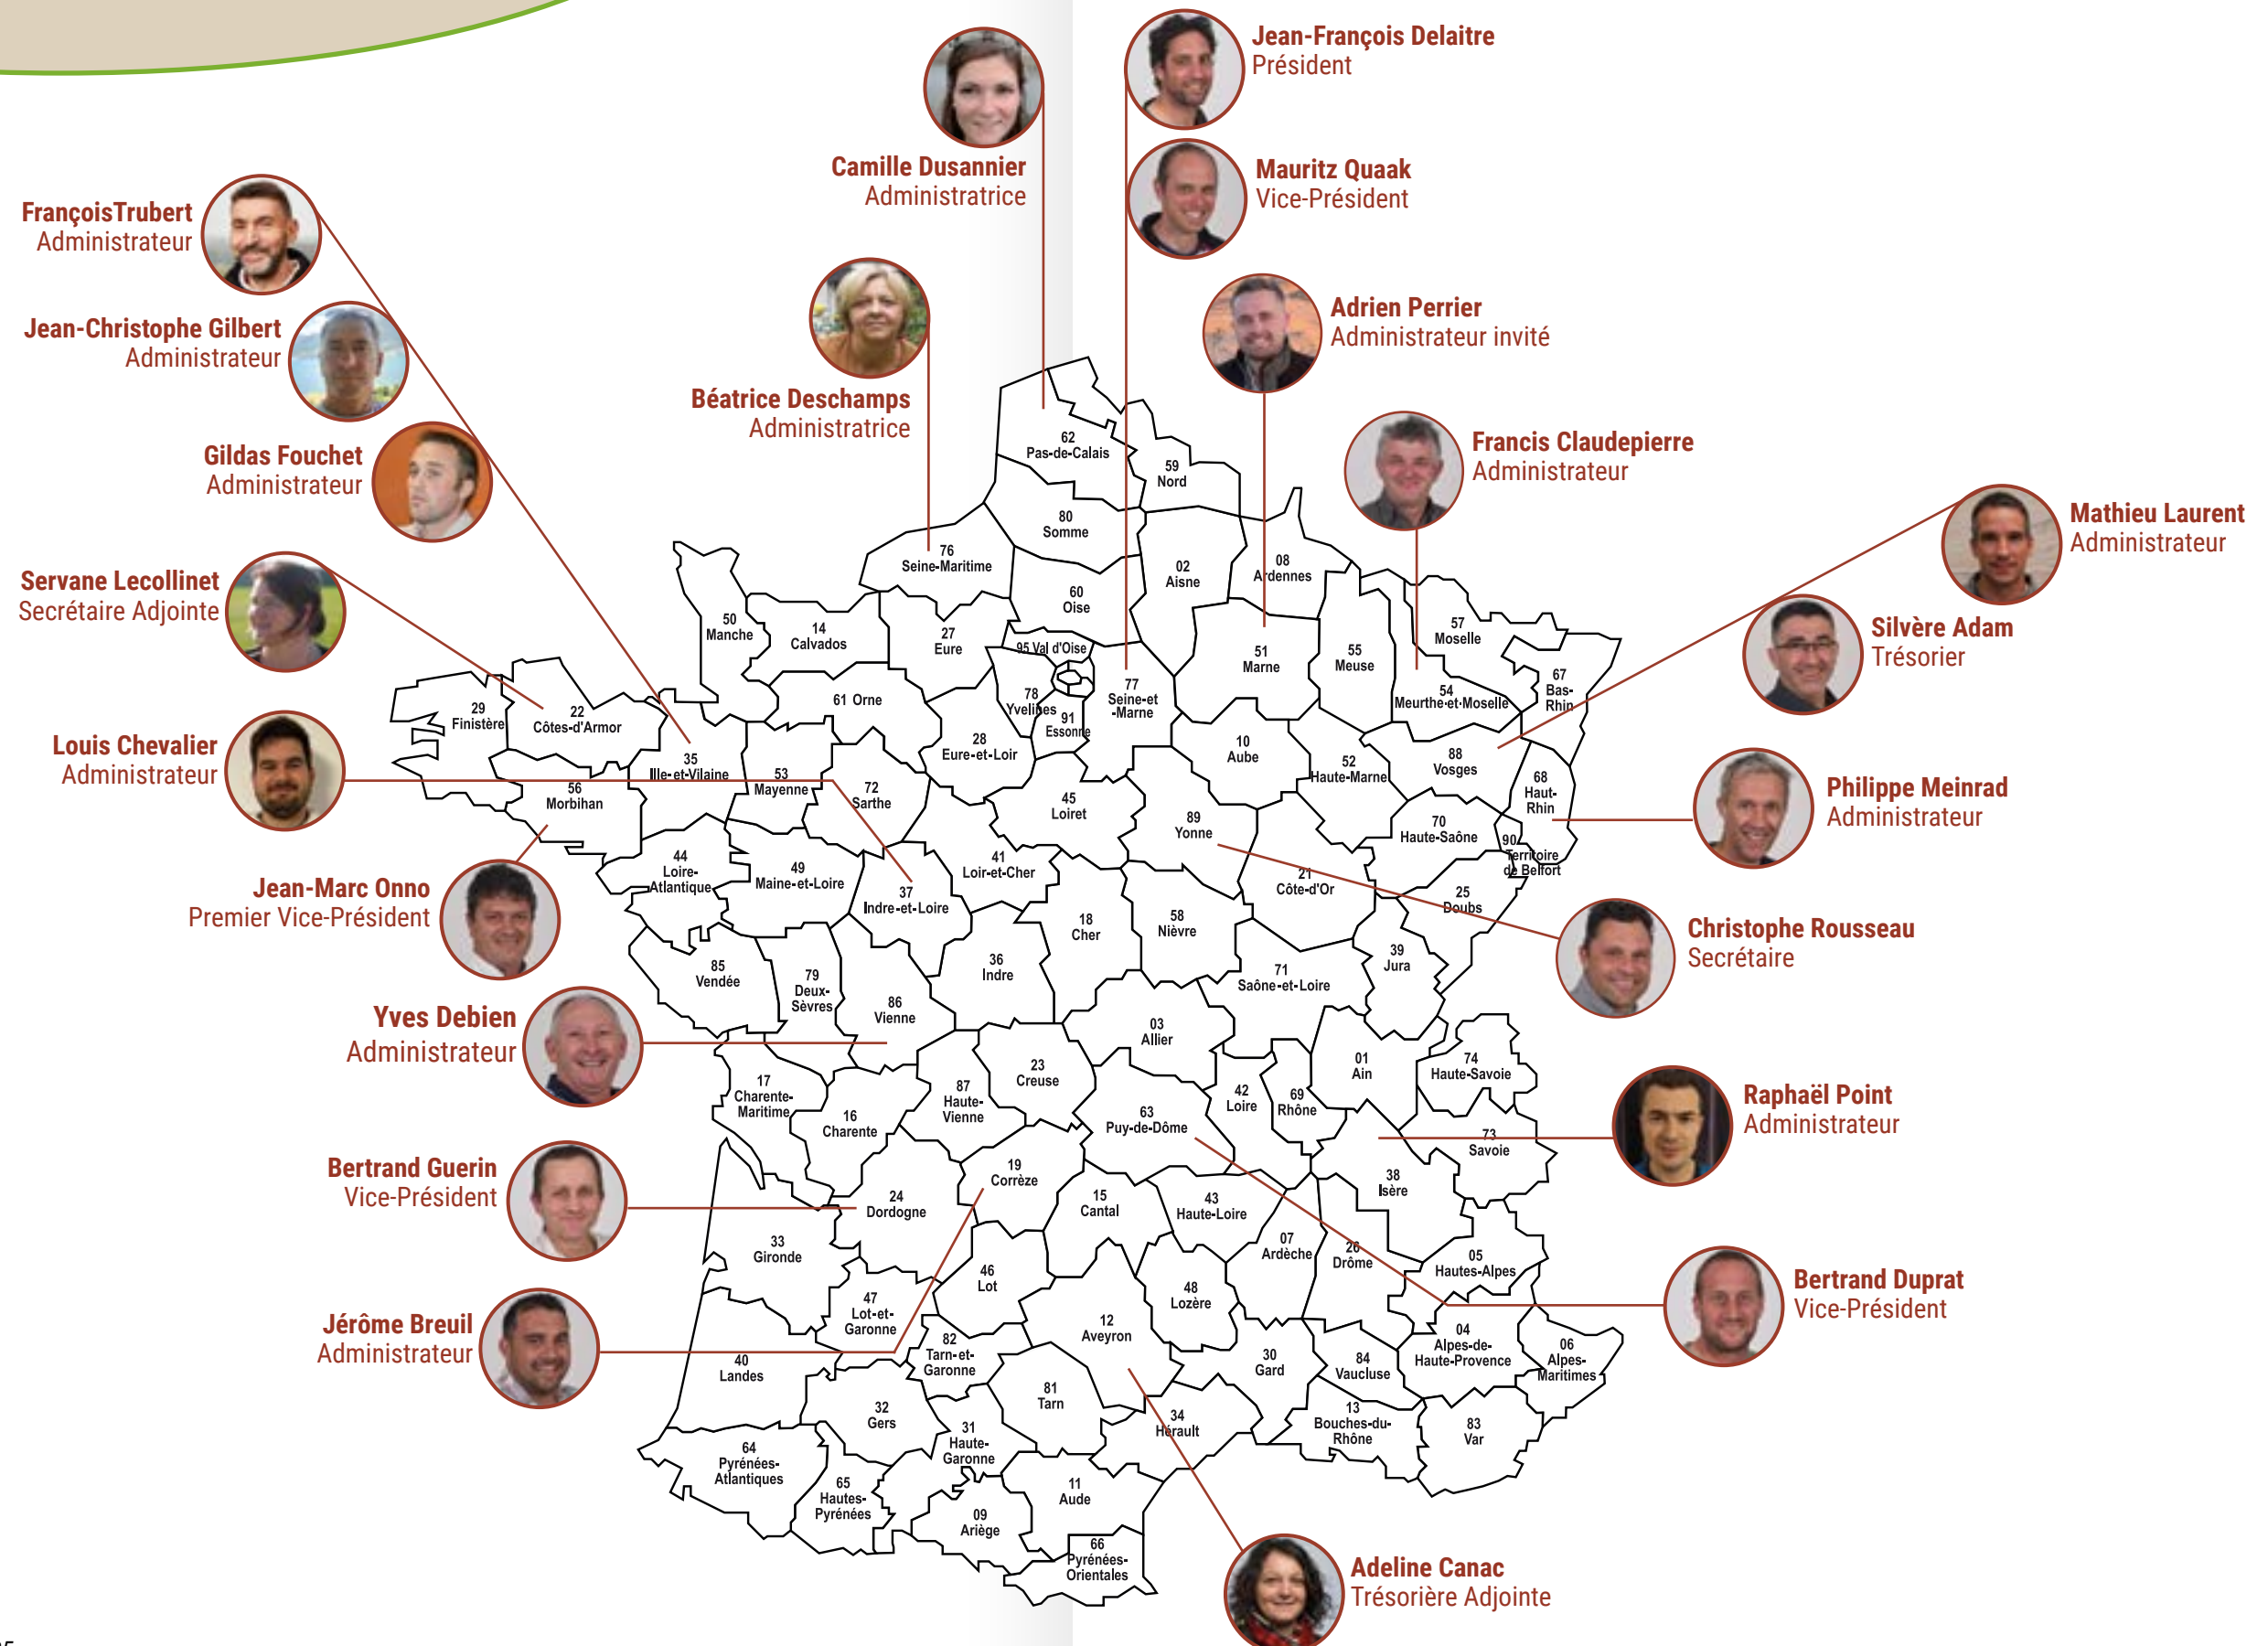 Jean-François Delaitre
Président
Camille Dusannier
Administratrice
Mauritz Quaak
Vice-Président
FrançoisTrubert
Administrateur
Jean-Christophe Gilbert
Administrateur
Adrien Perrier
Administrateur invité
Béatrice Deschamps
Administratrice
Gildas Fouchet
Administrateur
Francis Claudepierre
Administrateur
Mathieu Laurent
Administrateur
Servane Lecollinet
Secrétaire Adjointe
Silvère Adam
Trésorier
Louis Chevalier
Administrateur
Philippe Meinrad
Administrateur
Jean-Marc Onno
Premier Vice-Président
Christophe Rousseau
Secrétaire
Yves Debien
Administrateur
Raphaël Point
Administrateur
Bertrand Guerin
Vice-Président
Bertrand Duprat
Vice-Président
Jérôme Breuil
Administrateur
Adeline Canac
Trésorière Adjointe
62
Pas-de-Calais
59
Nord
80
Somme
76
Seine-Maritime
02
Aisne
08
Ardennes
60
Oise
50
Manche
14
Calvados
27
Eure
95 Val d'Oise
51
Marne
55
Meuse
57
Moselle
54
Meurthe-et-Moselle
67
Bas-
Rhin
78
Yvelines
77
Seine-et
-Marne
91
Essonne
61 Orne
29
Finistère
22
Côtes-d'Armor
28
Eure-et-Loir
10
Aube
52
Haute-Marne
88
Vosges
68
Haut-
Rhin
35
Ille-et-Vilaine
53
Mayenne
72
Sarthe
56
Morbihan
45
Loiret
89
Yonne
70
Haute-Saône
90
Territoire
de Belfort
44
Loire-
Atlantique
49
Maine-et-Loire
41
Loir-et-Cher
37
Indre-et-Loire
21
Côte-d'Or
25
Doubs
18
Cher
58
Nièvre
39
Jura
85
Vendée
79
Deux-
Sèvres
36
Indre
71
Saône-et-Loire
86
Vienne
03
Allier
23
Creuse
01
Ain
74
Haute-Savoie
17
Charente-
Maritime
87
Haute-
Vienne
42
Loire
69
Rhône
16
Charente
63
Puy-de-Dôme
73
Savoie
19
Corrèze
38
Isère
24
Dordogne
15
Cantal
43
Haute-Loire
33
Gironde
07
Ardèche
26
Drôme
05
Hautes-Alpes
46
Lot
48
Lozère
47
Lot-et-
Garonne
12
Aveyron
82
Tarn-et-
Garonne
04
Alpes-de-
Haute-Provence
06
Alpes-
Maritimes
40
Landes
30
Gard
84
Vaucluse
81
Tarn
32
Gers
34
Hérault
13
Bouches-du-
Rhône
83
Var
31
Haute-
Garonne
64
Pyrénées-
Atlantiques
65
Hautes-
Pyrénées
11
Aude
09
Ariège
66
Pyrénées-
Orientales